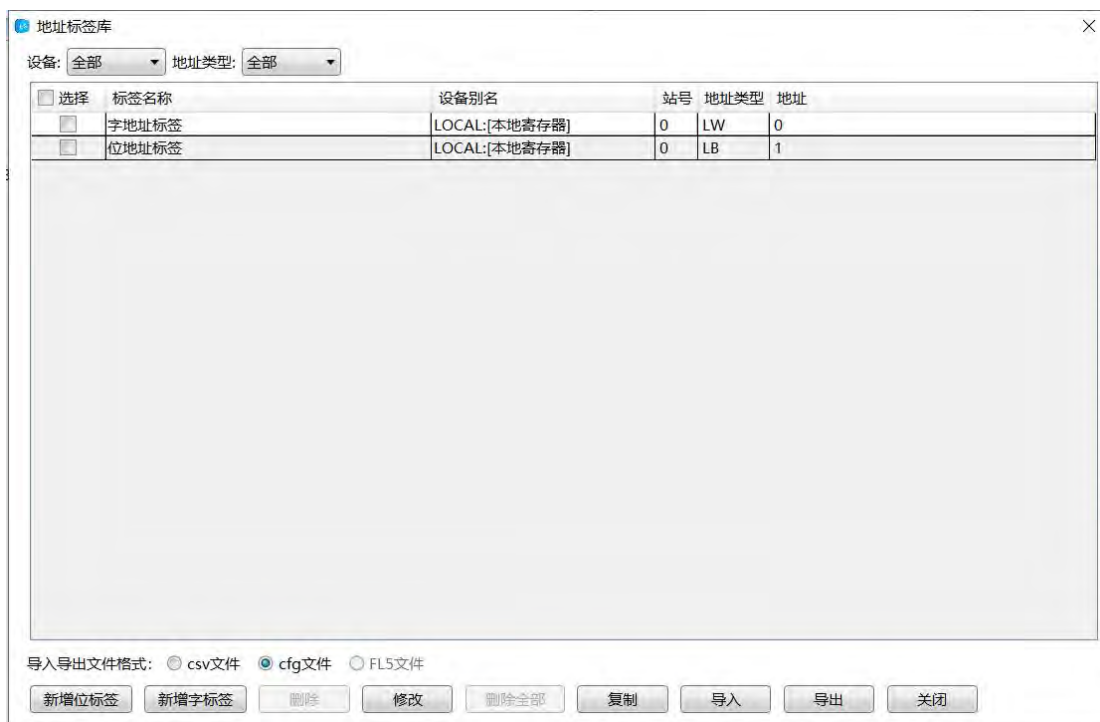 地址标签库
设备: 全部 地址类型: 全部
选择 标签名称 设备别名 站号 地址类型 地址
字地址标签 LOCAL:[本地寄存器] 0 LW 0
位地址标签 LOCAL:[本地寄存器] 0 LB 1
导入导出文件格式: csv文件 cfg文件 FL5文件
新增位标签 新增字标签 删除 修改 删除全部 复制 导入 导出 关闭